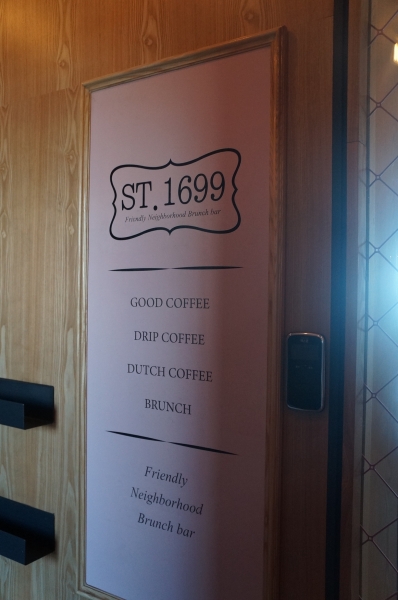 ST. 1699
Friendly Neighborhood Brunch bar
GOOD COFFEE
DRIP COFFEE
DUTCH COFFEE
BRUNCH
Friendly
Neighborhood
Brunch bar